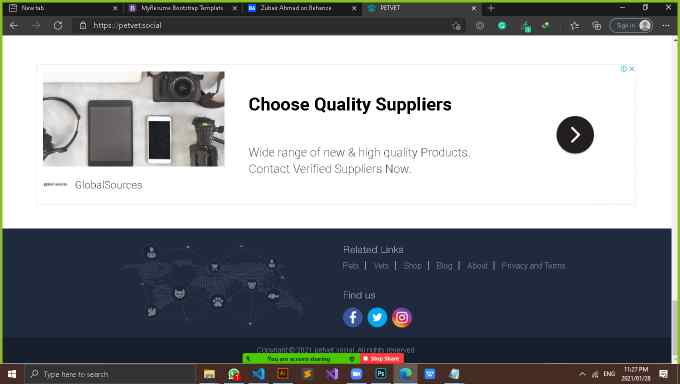 New tab
MyResume Bootstrap Template
Zubair Ahmad on Behance
PETVET
https://petvet.social
Sign in
Choose Quality Suppliers
Wide range of new & high quality Products.
Contact Verified Suppliers Now.
GlobalSources
Related Links
Pets | Vets | Shop | Blog | About | Privacy and Terms
Find us
Copyright © 2021 petvet.social. All rights reserved
You are screen sharing
Stop Share
Type here to search
ENG
11:27 PM
2021/01/28